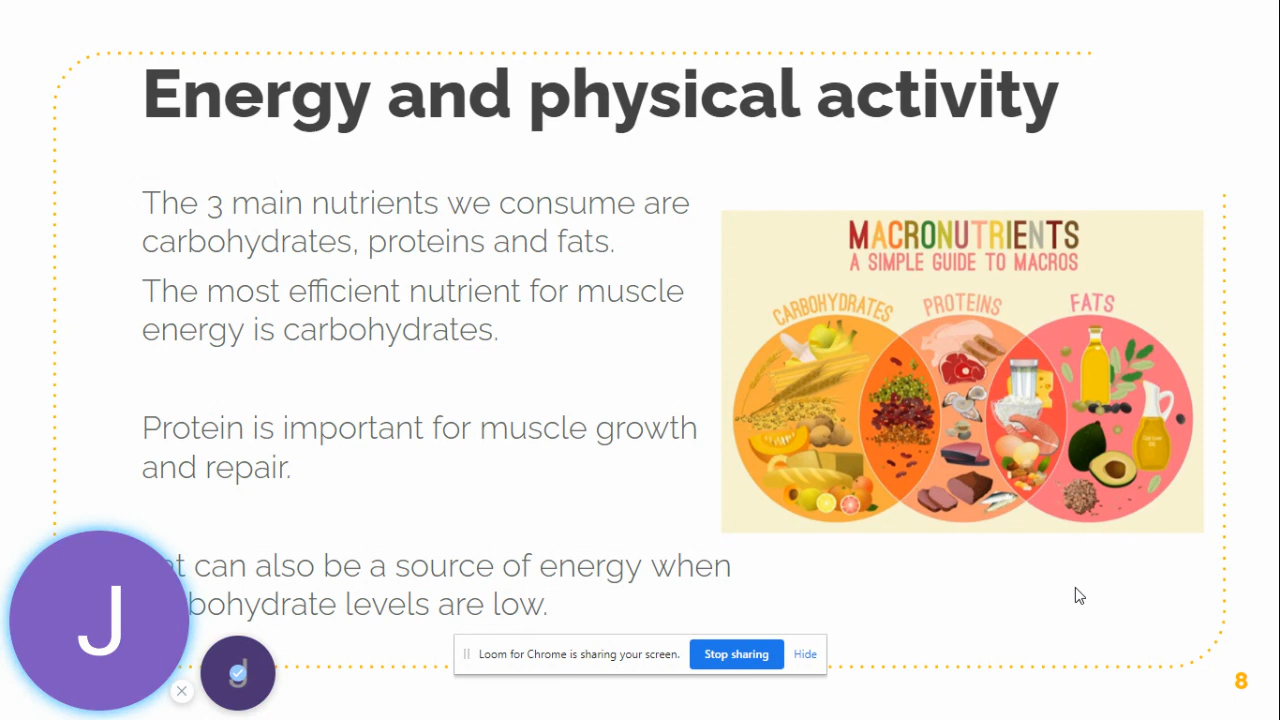 Energy and physical activity
The 3 main nutrients we consume are
carbohydrates, proteins and fats.
The most efficient nutrient for muscle
energy is carbohydrates.
Protein is important for muscle growth
and repair.
can also be a source of energy when
levels are low.
MACRONUTRIENTS
A SIMPLE GUIDE TO MACROS
CARBOHYDRATES
PROTEINS
FATS
J
g
Loom for Chrome is sharing your screen.
Stop sharing
Hide
8